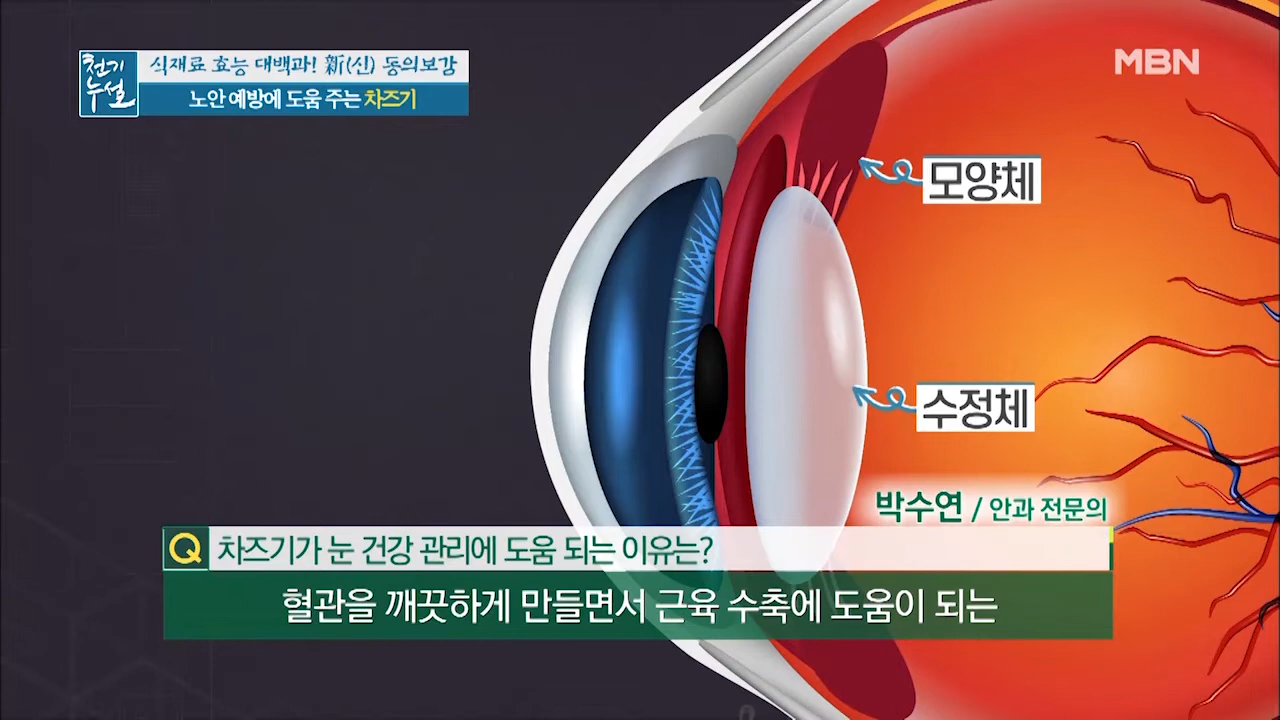 천기누설
식재료 효능 대백과! 新(신) 동의보감
노안 예방에 도움 주는 차즈기
MBN
모양체
수정체
박수연 / 안과 전문의
Q 차즈기가 눈 건강 관리에 도움 되는 이유는?
혈관을 깨끗하게 만들면서 근육 수축에 도움이 되는